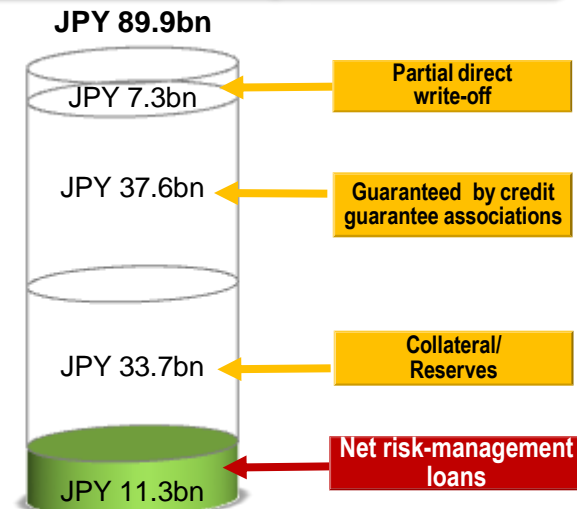 JPY 89.9bn
Partial direct
write-off
JPY 7.3bn
JPY 37.6bn
Guaranteed by credit
guarantee associations
JPY 33.7bn
Collateral/
Reserves
Net risk-management
loans
JPY 11.3bn